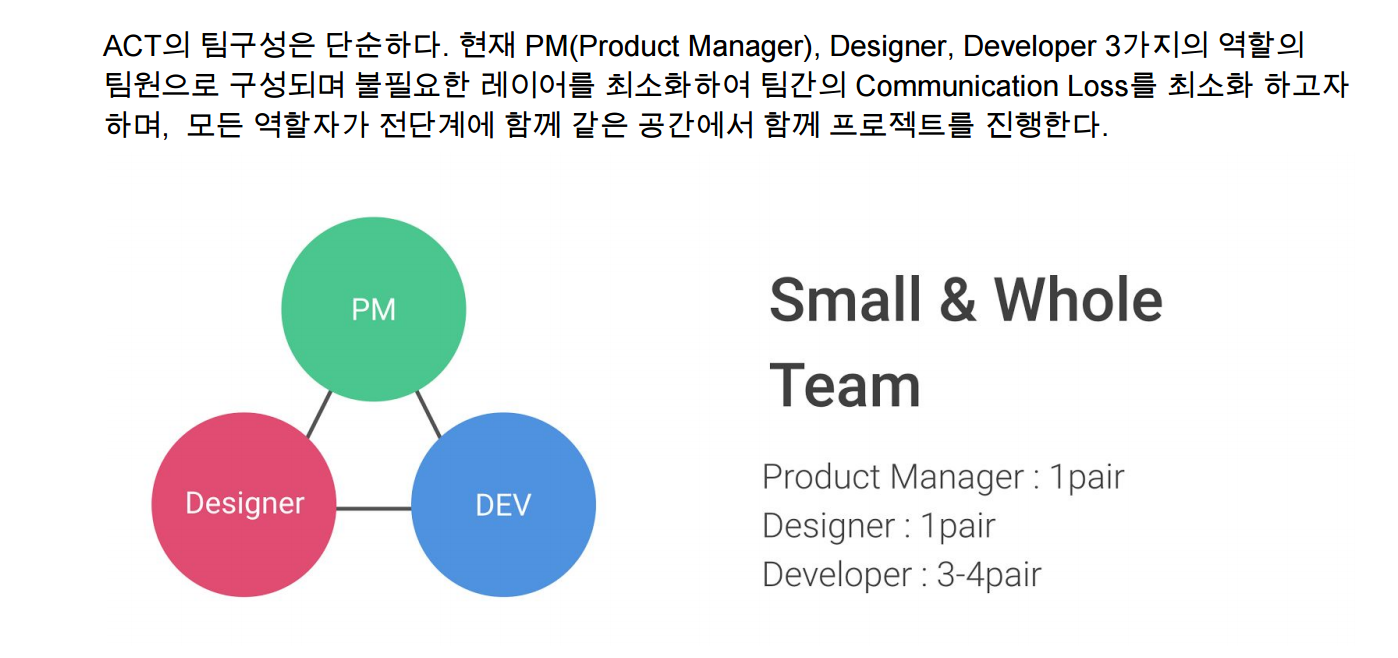 ACT의 팀구성은 단순하다. 현재 PM(Product Manager), Designer, Developer 3가지의 역할의
팀원으로 구성되며 불필요한 레이어를 최소화하여 팀간의 Communication Loss를 최소화 하고자
하며, 모든 역할자가 전단계에 함께 같은 공간에서 함께 프로젝트를 진행한다.
PM
Designer
DEV
Small & Whole
Team
Product Manager : 1pair
Designer : 1pair
Developer : 3-4pair